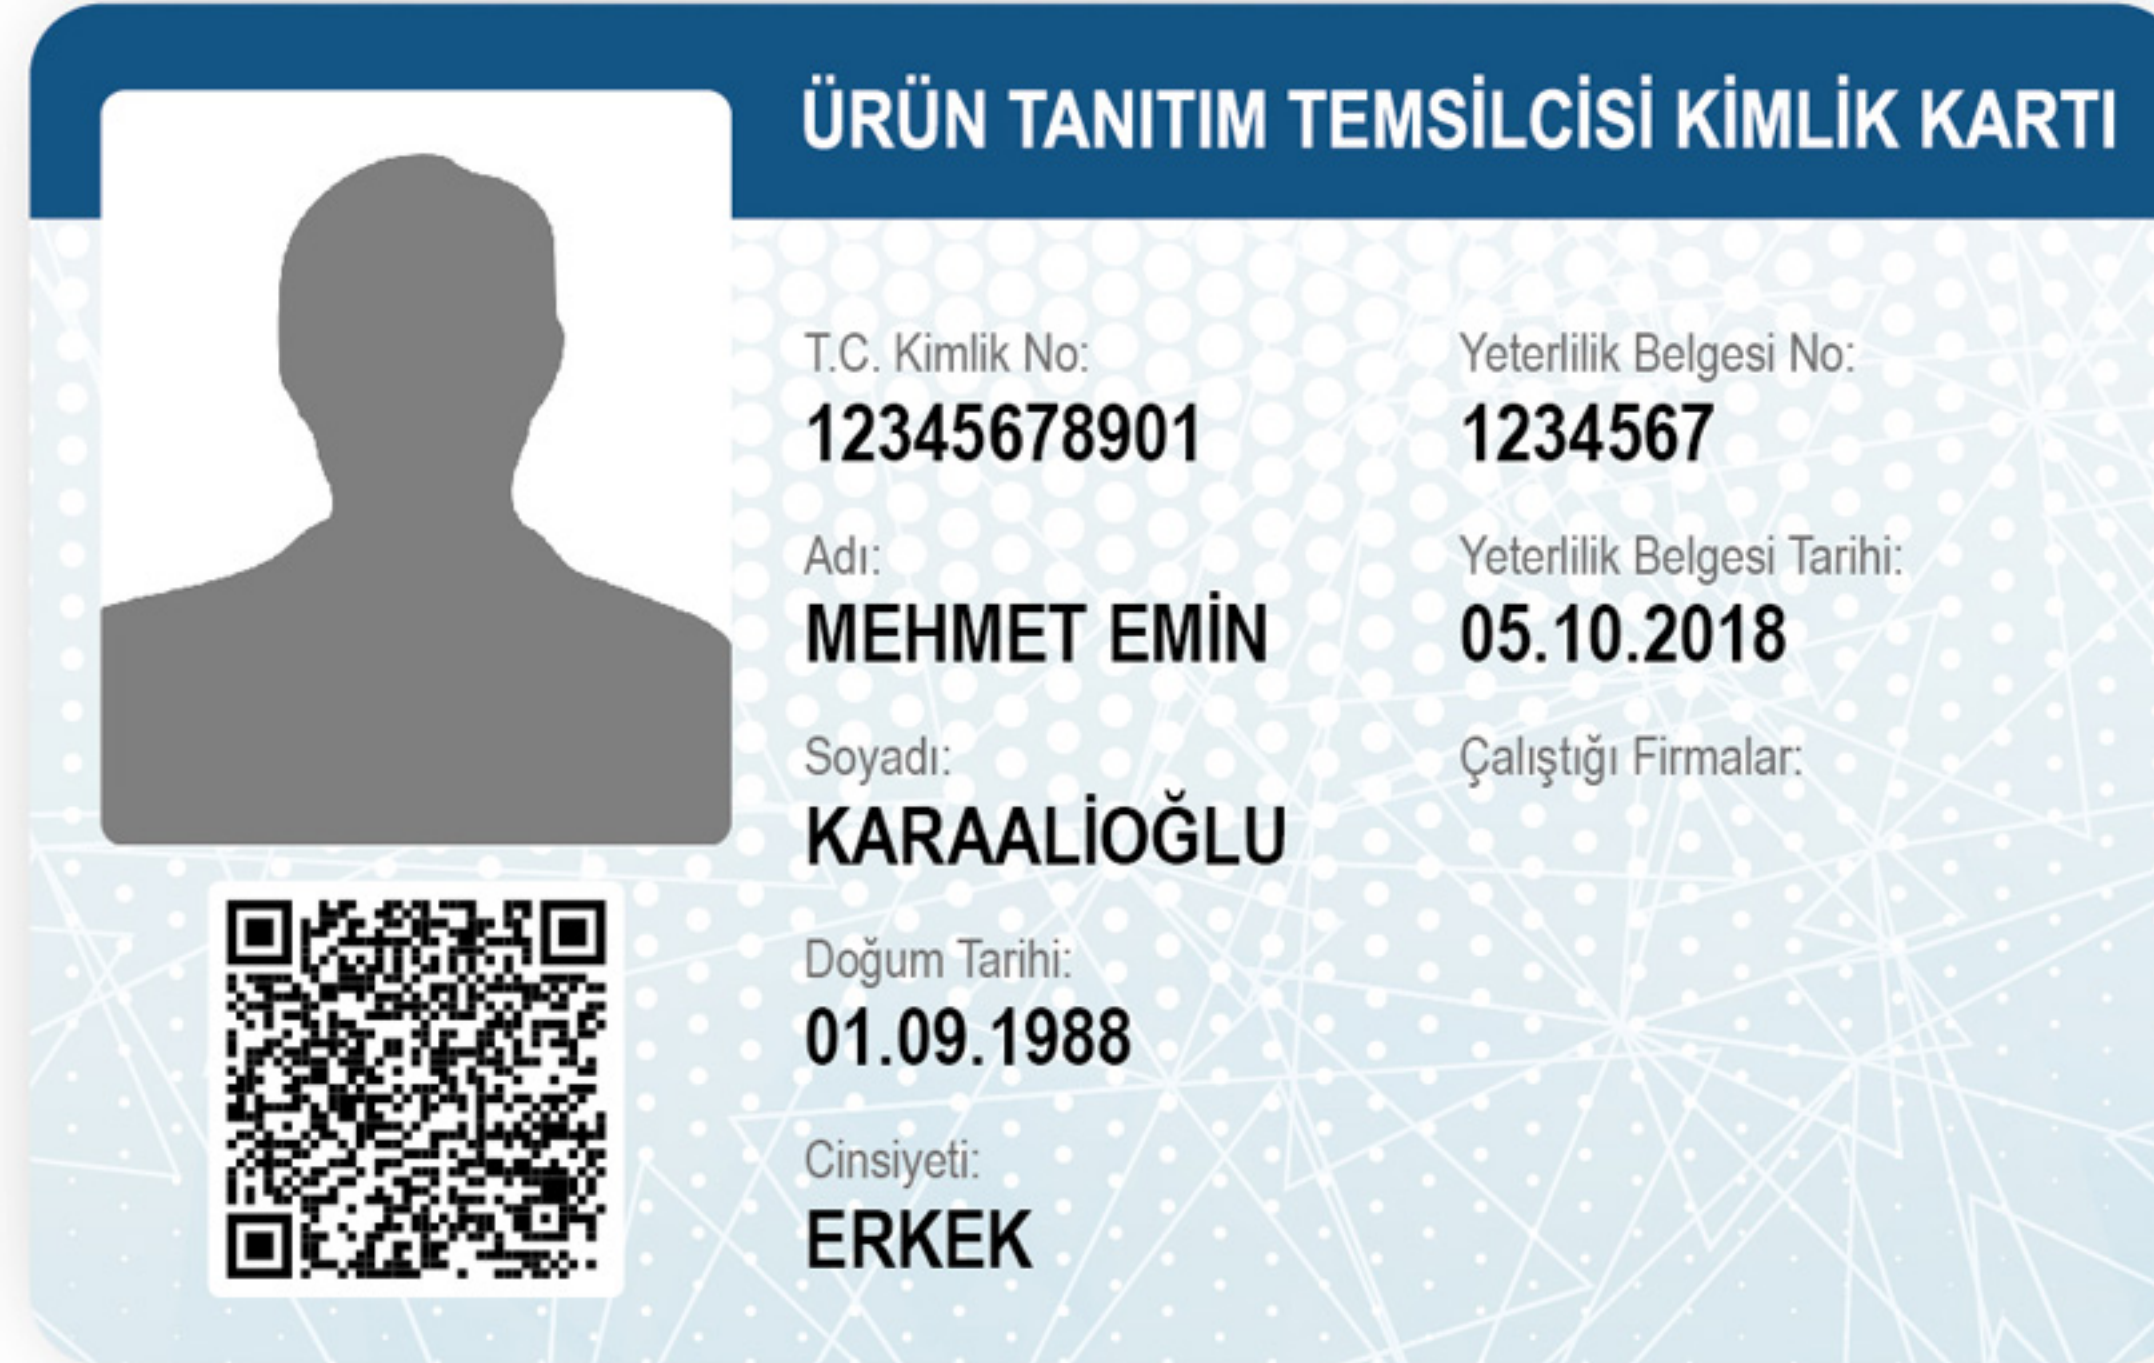 ÜRÜN TANITIM TEMSİLCİSİ KİMLİK KARTI
T.C. Kimlik No:
12345678901
Adı:
MEHMET EMİN
Soyadı:
KARAALİOĞLU
Doğum Tarihi:
01.09.1988
Cinsiyeti:
ERKEK
Yeterlilik Belgesi No:
1234567
Yeterlilik Belgesi Tarihi:
05.10.2018
Çalıştığı Firmalar: